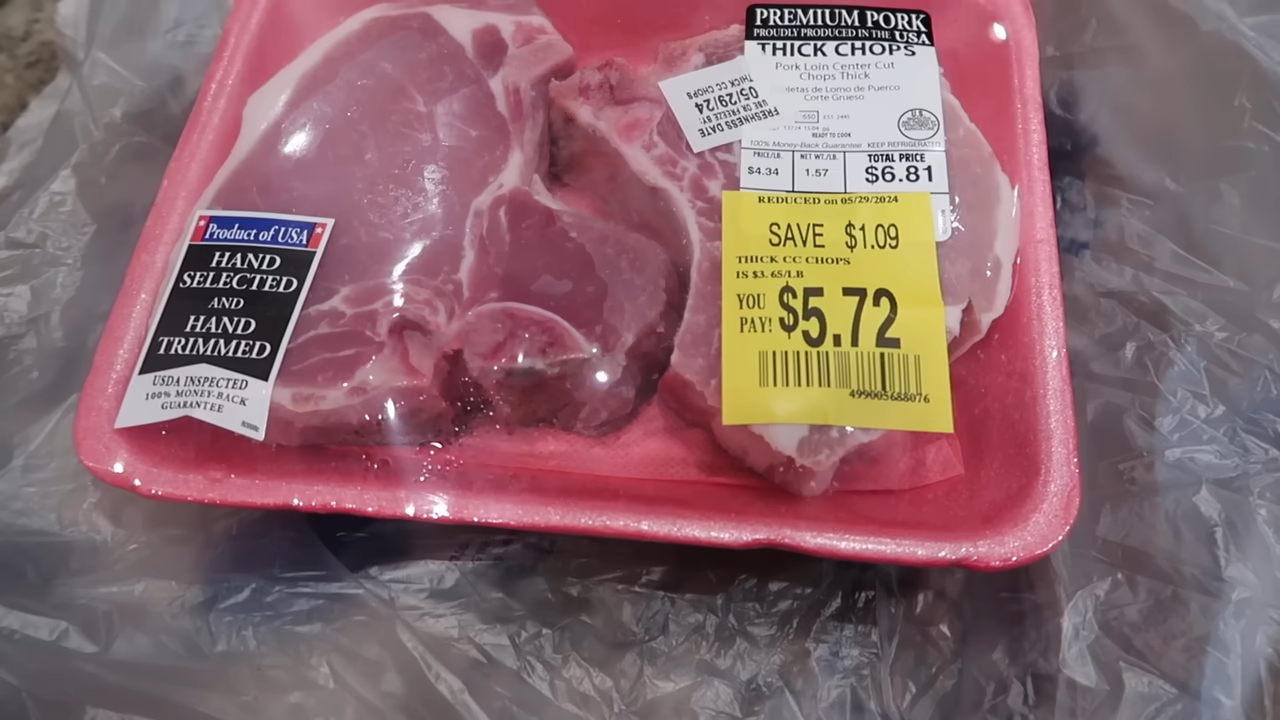 PREMIUM PORK
PROUDLY PRODUCED IN THE USA
THICK CHOPS
Pork Loin Center Cut
Chops Thick
letas de Lomo de Puerco
Corte Grueso
FRESHNESS DATE
USE OR FREEZE BY:
05/29/24
THICK CC CHOPS
READY TO COOK
100% Money-Back Guarantee KEEP REFRIGERATED
PRICE/LB. NET WT./LB. TOTAL PRICE
$4.34 1.57 $6.81
REDUCED on 05/29/2024
SAVE $1.09
THICK CC CHOPS
IS $3.65/LB
YOU PAY! $5.72
499005688076
Product of USA
HAND
SELECTED
AND
HAND
TRIMMED
USDA INSPECTED
100% MONEY-BACK
GUARANTEE